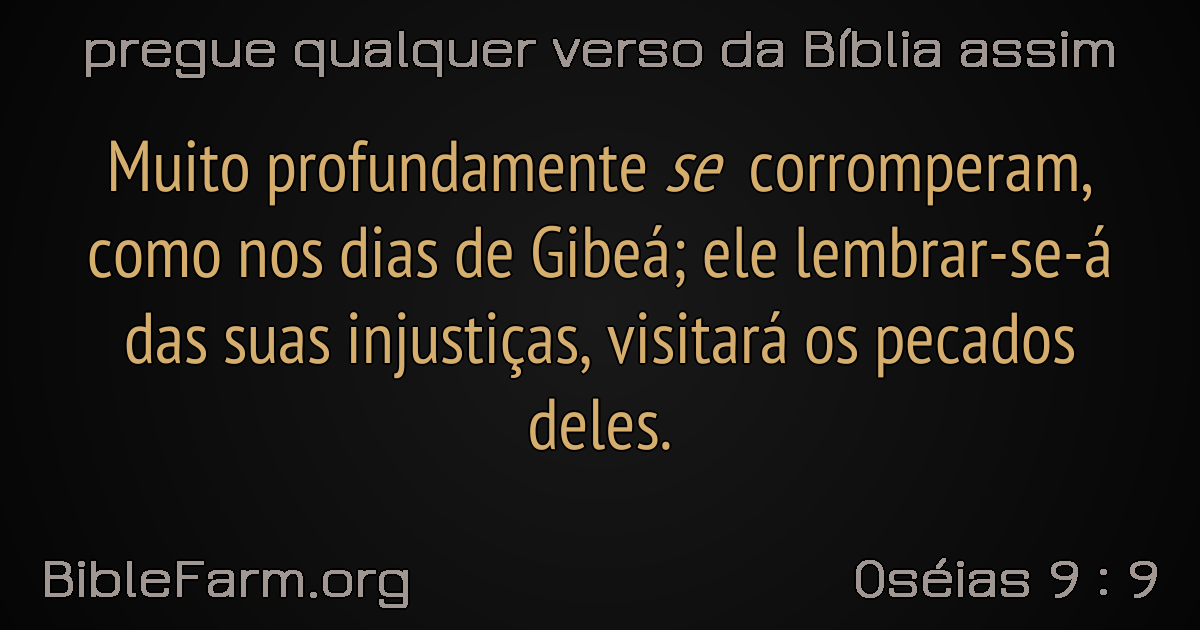 pregue qualquer verso da Bíblia assim
Muito profundamente se corromperam,
como nos dias de Gibeá; ele lembrar-se-á
das suas injustiças, visitará os pecados
deles.
BibleFarm.org
Oséias 9 : 9